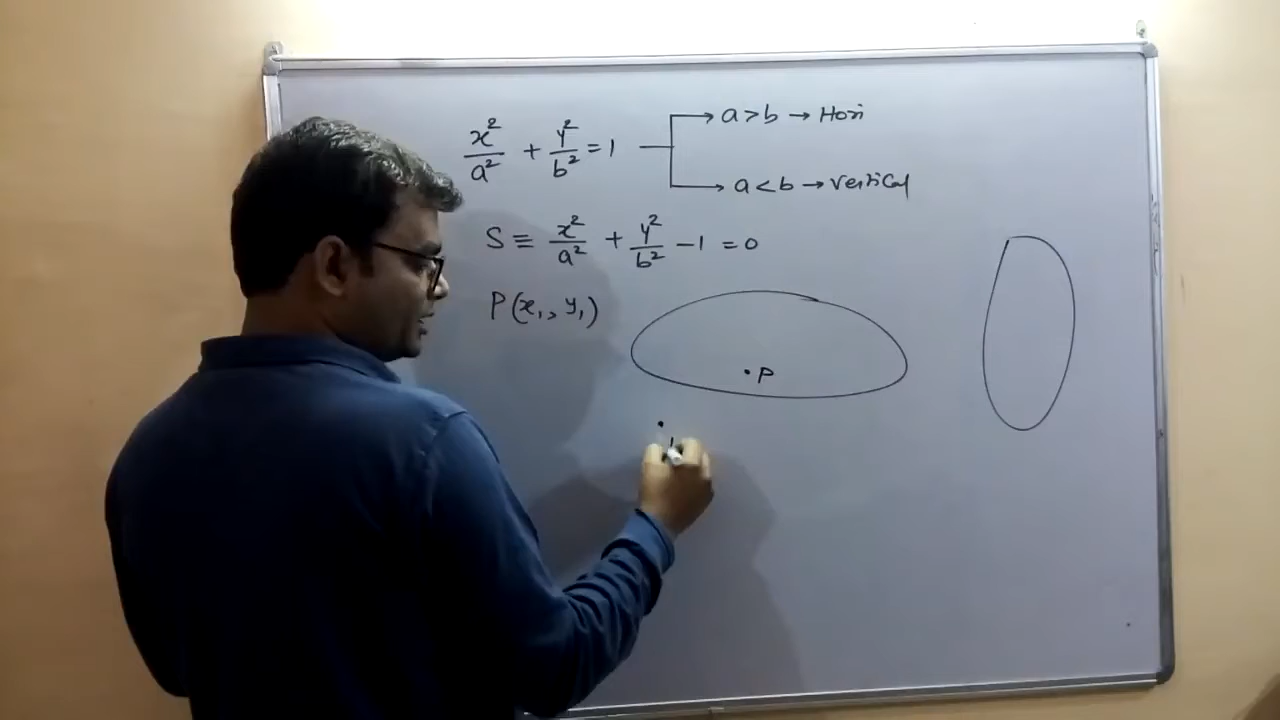 x²/a² + y²/b² = 1 → a > b → Hori
→ a < b → Vertical
S ≡ x²/a² + y²/b² - 1 = 0
P(x₁, y₁)
P